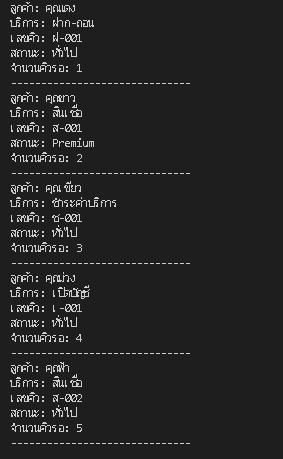 ลูกค้า: คุณแดง
บริการ: ฝาก-ถอน
เลขคิว: ฝ-001
สถานะ: ทั่วไป
จำนวนคิวรอ: 1
-----------------------------
ลูกค้า: คุณขาว
บริการ: สินเชื่อ
เลขคิว: ส-001
สถานะ: Premium
จำนวนคิวรอ: 2
-----------------------------
ลูกค้า: คุณเขียว
บริการ: ชำระค่าบริการ
เลขคิว: ช-001
สถานะ: ทั่วไป
จำนวนคิวรอ: 3
-----------------------------
ลูกค้า: คุณม่วง
บริการ: เปิดบัญชี
เลขคิว: เ-001
สถานะ: ทั่วไป
จำนวนคิวรอ: 4
-----------------------------
ลูกค้า: คุณฟ้า
บริการ: สินเชื่อ
เลขคิว: ส-002
สถานะ: ทั่วไป
จำนวนคิวรอ: 5
-----------------------------